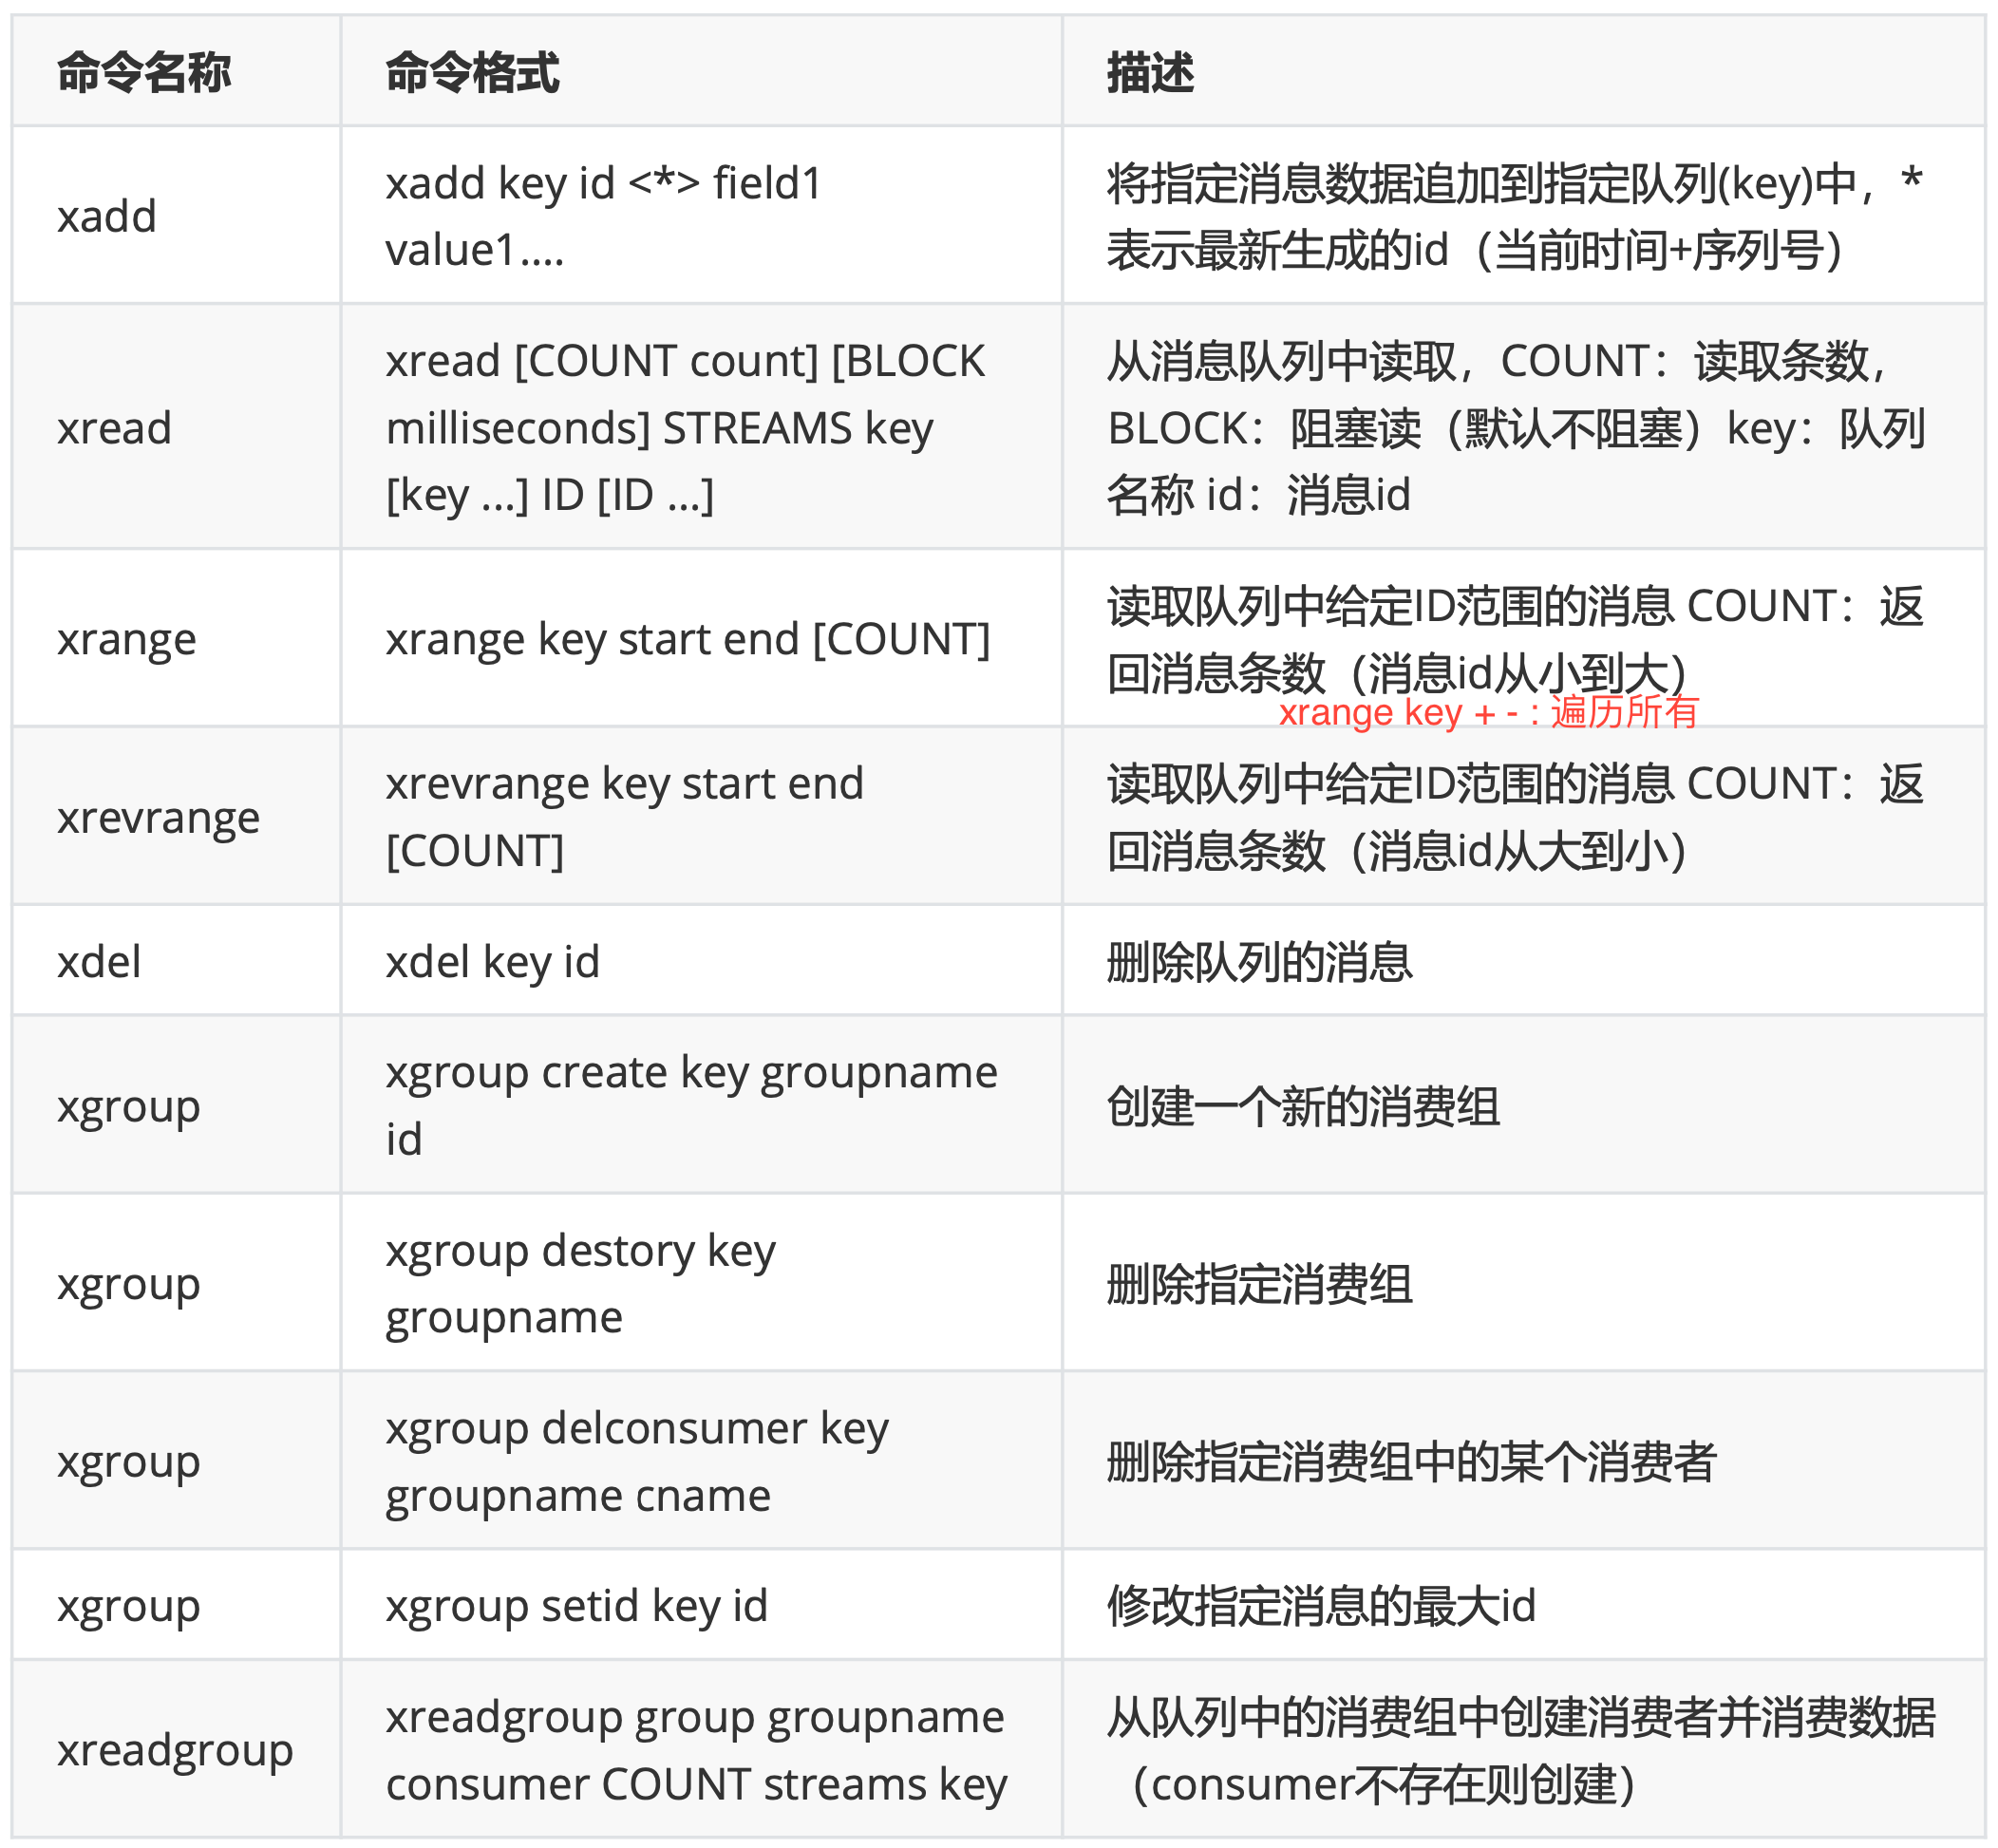 命令名称 命令格式 描述
xadd
xadd key id <*> field1
value1....
将指定消息数据追加到指定队列(key)中，*
表示最新生成的id（当前时间+序列号）
xread
xread [COUNT count] [BLOCK
milliseconds] STREAMS key
[key ...] ID [ID ...]
从消息队列中读取，COUNT：读取条数，
BLOCK：阻塞读（默认不阻塞）key：队列
名称 id：消息id
xrange
xrange key start end [COUNT]
读取队列中给定ID范围的消息 COUNT：返
回消息条数（消息id从小到大）
xrange key + - : 遍历所有
xrevrange
xrevrange key start end
[COUNT]
读取队列中给定ID范围的消息 COUNT：返
回消息条数（消息id从大到小）
xdel
xdel key id
删除队列的消息
xgroup
xgroup create key groupname
id
创建一个新的消费组
xgroup
xgroup destory key
groupname
删除指定消费组
xgroup
xgroup delconsumer key
groupname cname
删除指定消费组中的某个消费者
xgroup
xgroup setid key id
修改指定消息的最大id
xreadgroup
xreadgroup group groupname
consumer COUNT streams key
从队列中的消费组中创建消费者并消费数据
（consumer不存在则创建）